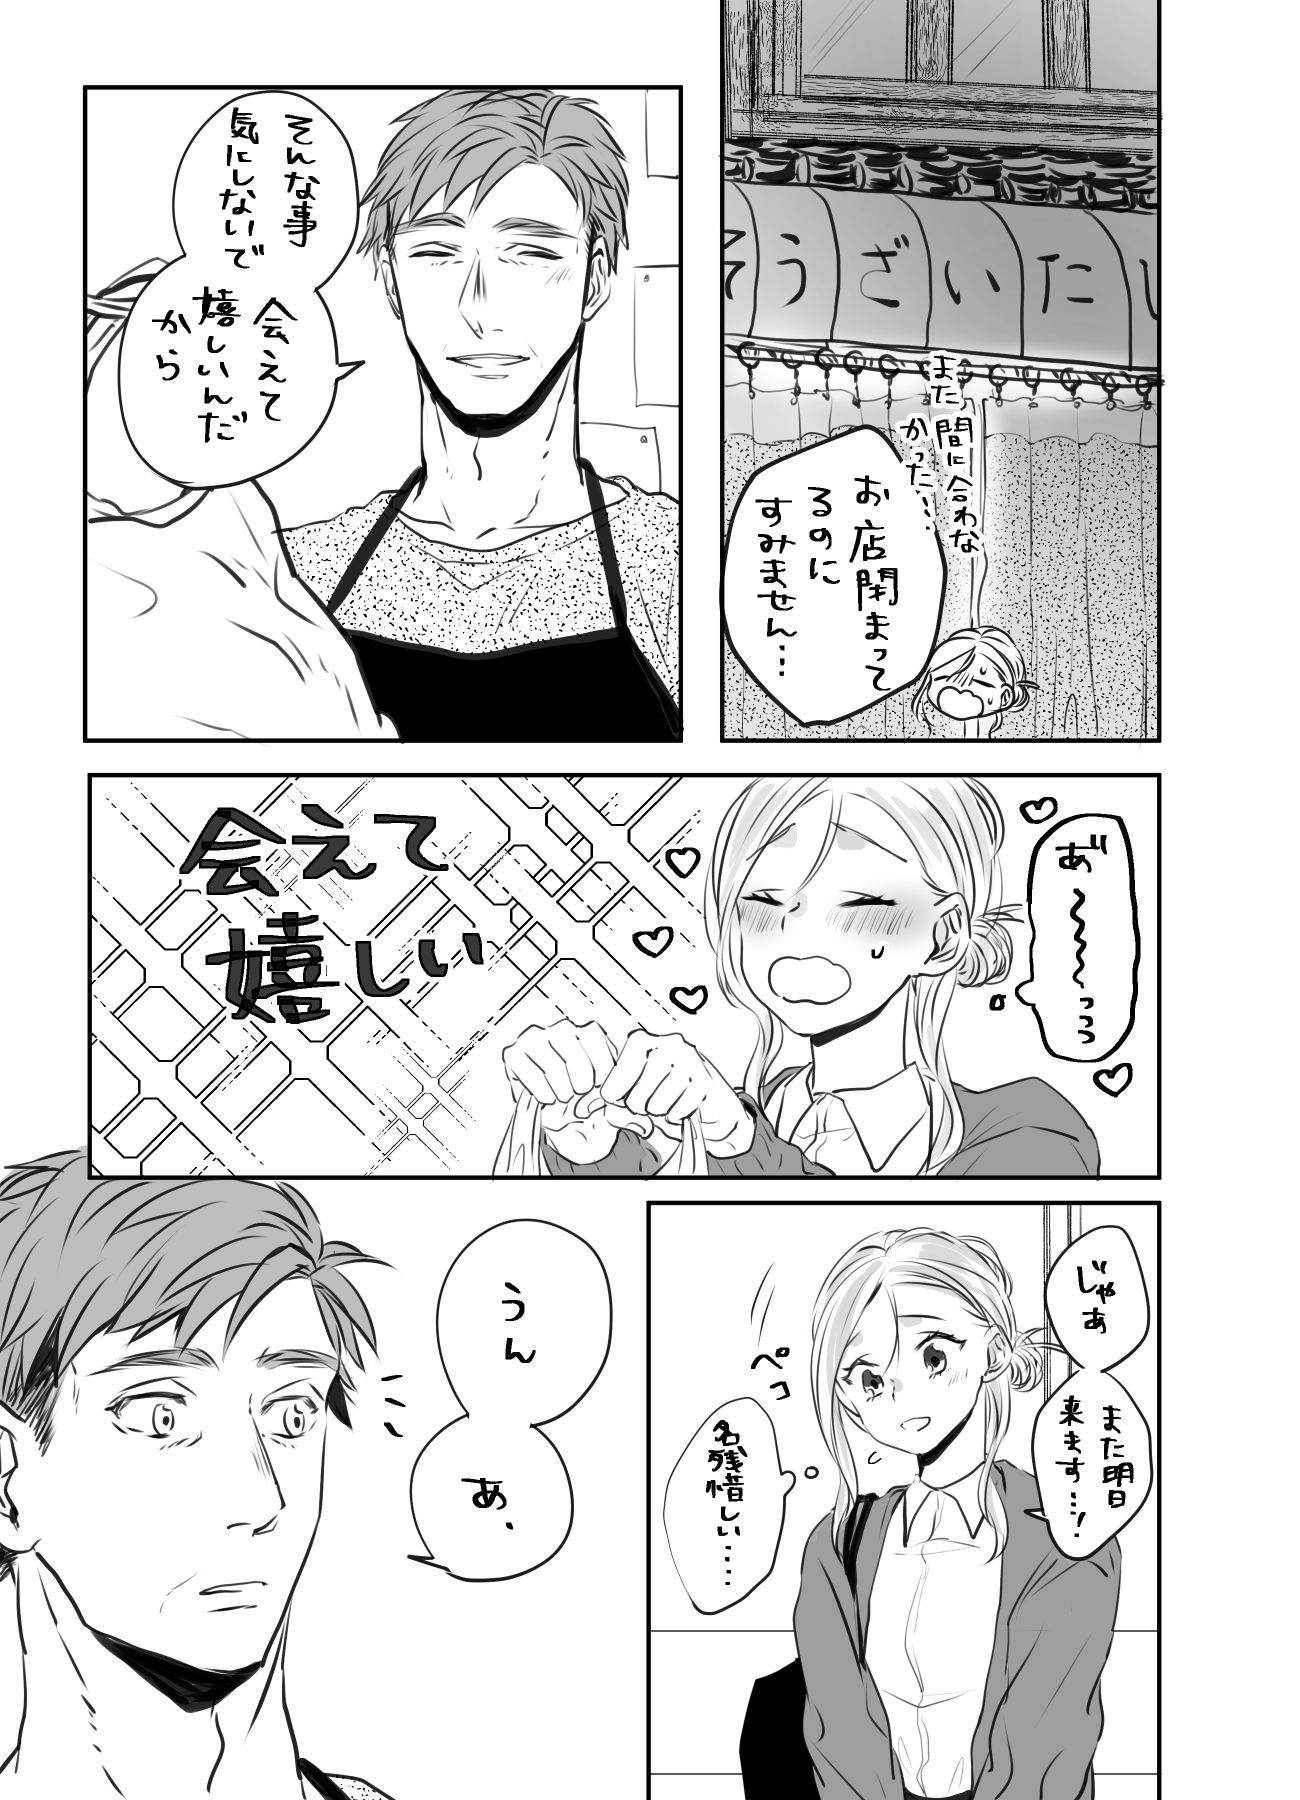 そうざいたし
また間に合わな
かった…
お店閉まって
るのに
すみません…
そんな事
気にしないで
会えて
嬉しいんだ
から
あ゛〜〜〜っっっ
会えて
嬉しい
じゃあ
また明日
来ます…!
ペコ
名残惜しい....
うん
あ、